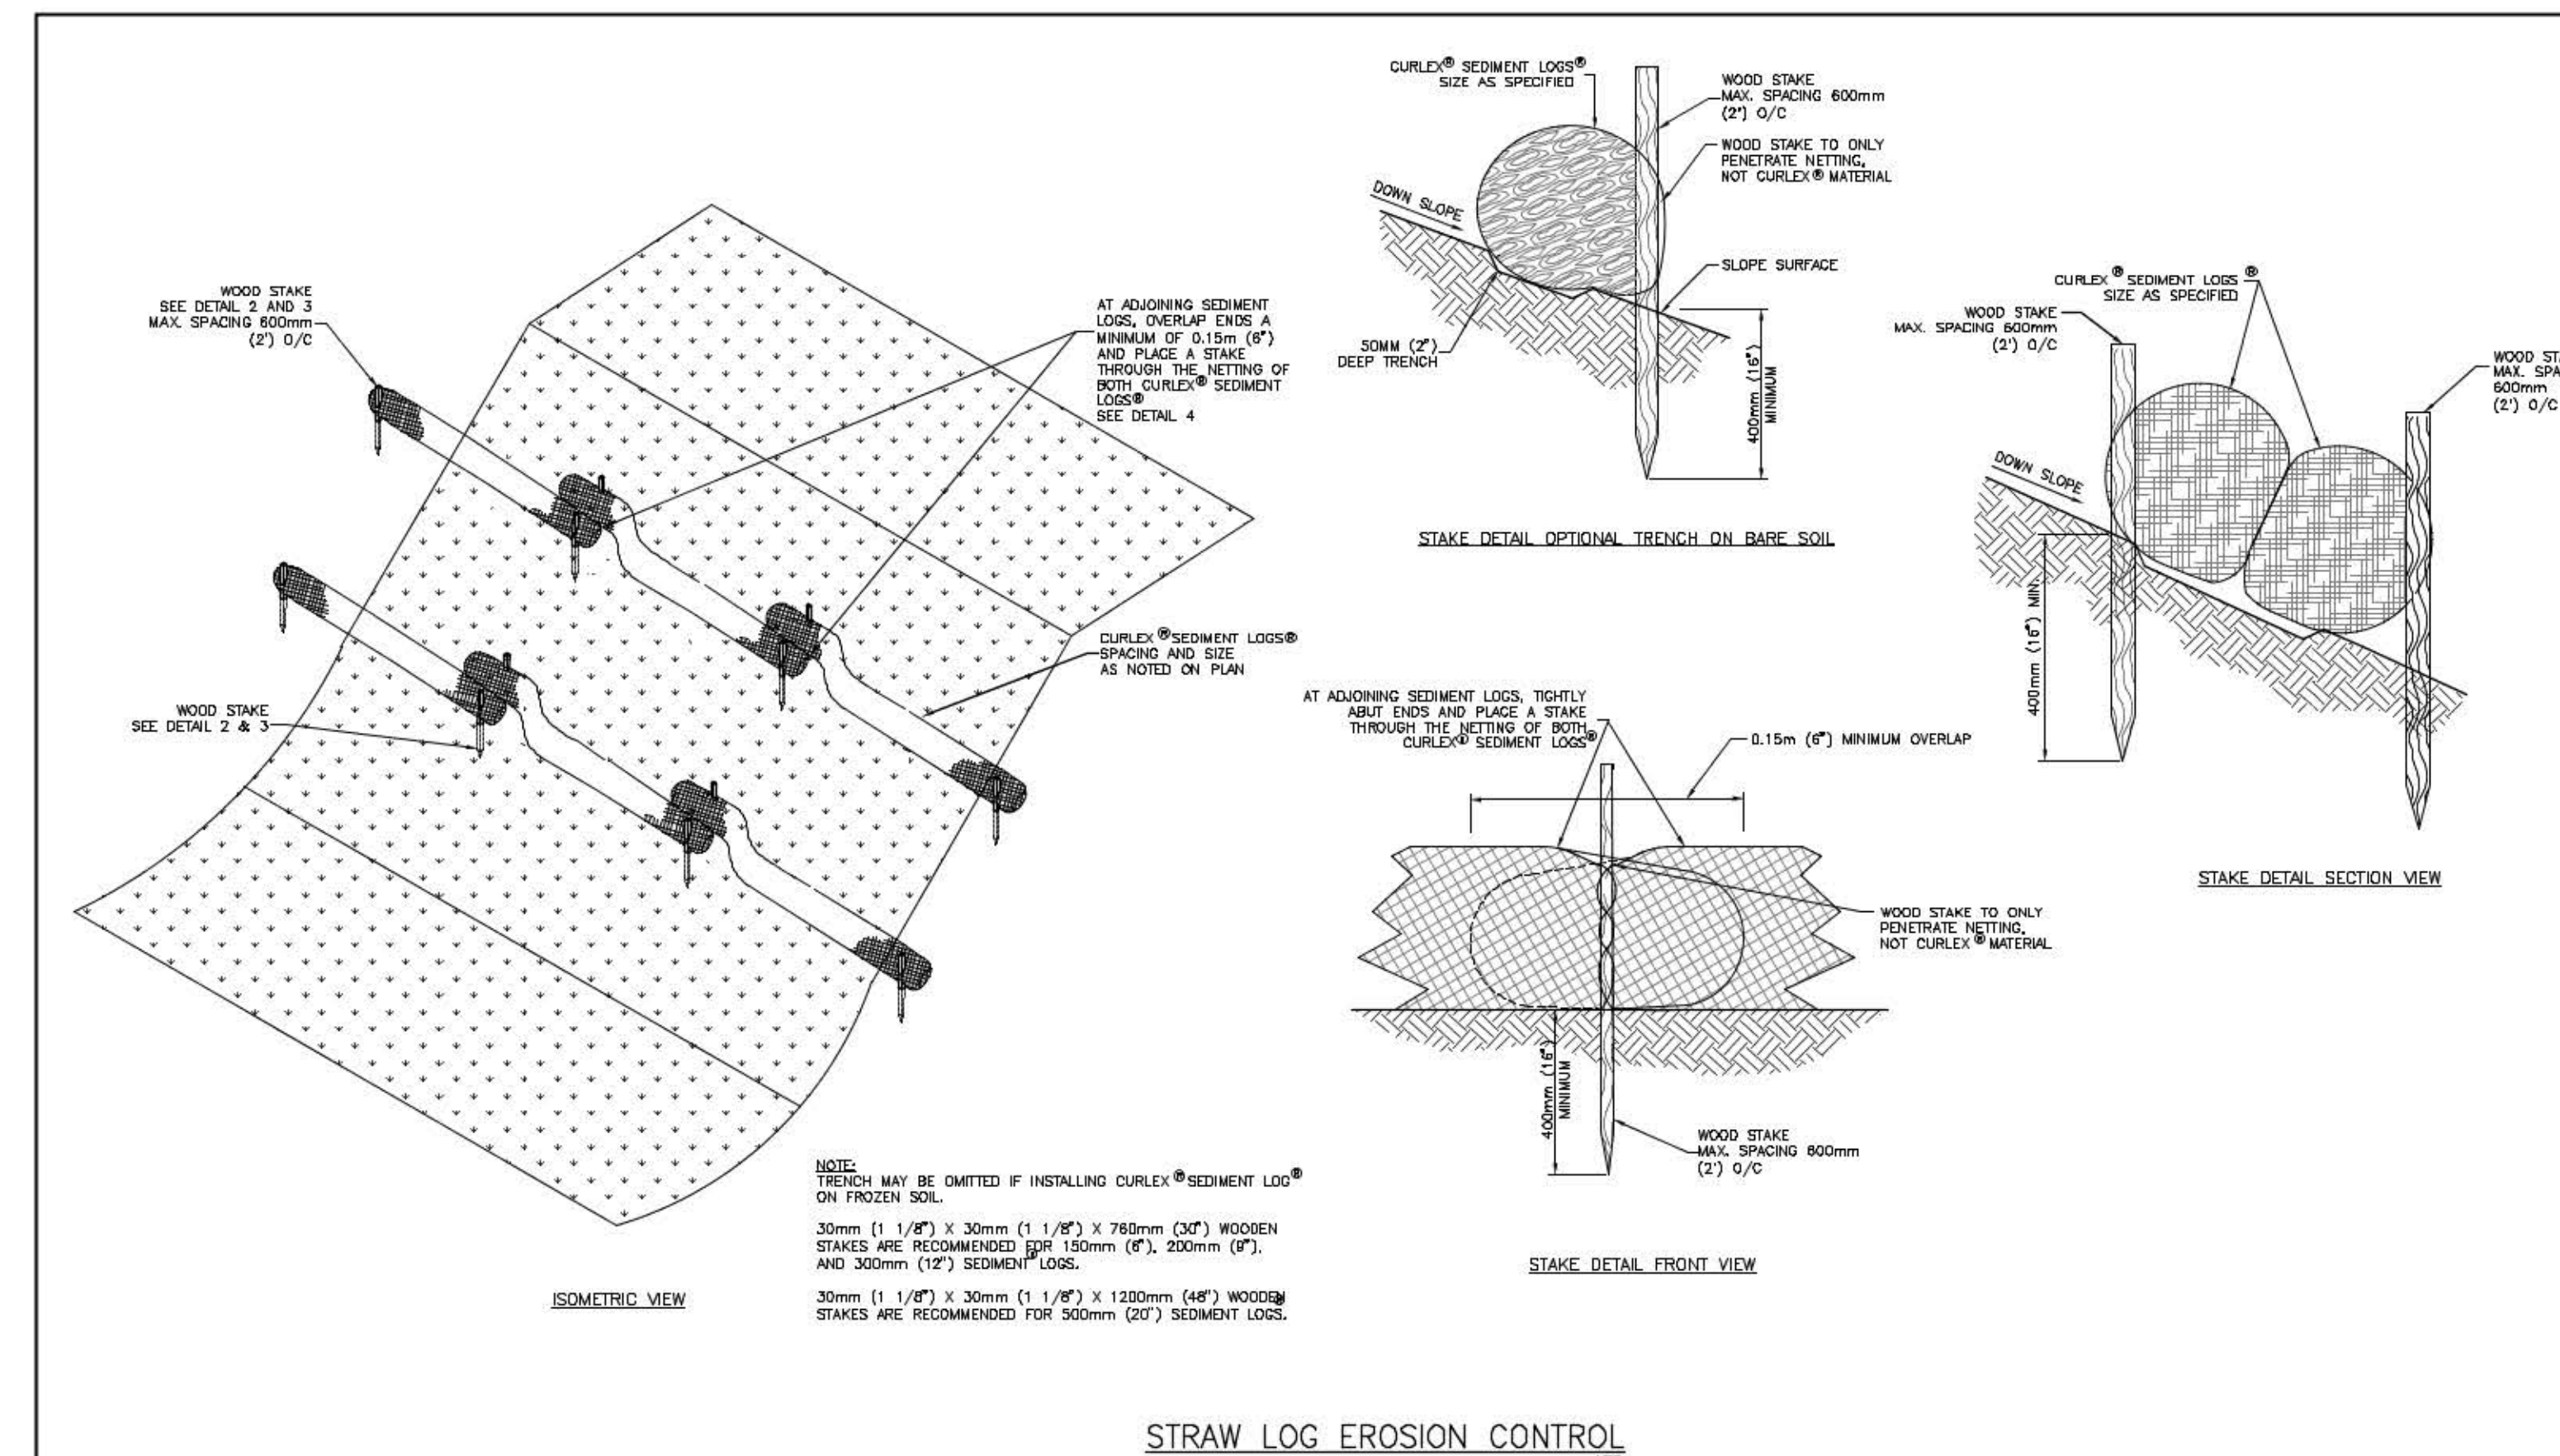 WOOD STAKE
SEE DETAIL 2 AND 3
MAX. SPACING 600mm
(2') O/C
AT ADJOINING SEDIMENT
LOGS, OVERLAP ENDS A
MINIMUM OF 0.15m (6")
AND PLACE A STAKE
THROUGH THE NETTING OF
BOTH CURLEX® SEDIMENT
LOGS®
SEE DETAIL 4
CURLEX® SEDIMENT LOGS®
SPACING AND SIZE
AS NOTED ON PLAN
WOOD STAKE
SEE DETAIL 2 & 3
NOTE:
TRENCH MAY BE OMITTED IF INSTALLING CURLEX® SEDIMENT LOG®
ON FROZEN SOIL.
30mm (1 1/8") X 30mm (1 1/8") X 760mm (30") WOODEN
STAKES ARE RECOMMENDED FOR 150mm (6"), 200mm (9"),
AND 300mm (12") SEDIMENT® LOGS.
30mm (1 1/8") X 30mm (1 1/8") X 1200mm (48") WOODEN
STAKES ARE RECOMMENDED FOR 500mm (20") SEDIMENT LOGS.
ISOMETRIC VIEW
CURLEX® SEDIMENT LOGS®
SIZE AS SPECIFIED
WOOD STAKE
MAX. SPACING 600mm
(2") O/C
WOOD STAKE TO ONLY
PENETRATE NETTING,
NOT CURLEX® MATERIAL
DOWN SLOPE
SLOPE SURFACE
50MM (2")
DEEP TRENCH
400mm (16")
MINIMUM
STAKE DETAIL OPTIONAL TRENCH ON BARE SOIL
CURLEX® SEDIMENT LOGS®
SIZE AS SPECIFIED
WOOD STAKE
MAX. SPACING 600mm
(2') O/C
WOOD ST
MAX. SPA
600mm
(2') O/C
DOWN SLOPE
400mm (16") MIN.
STAKE DETAIL SECTION VIEW
AT ADJOINING SEDIMENT LOGS, TIGHTLY
ABUT ENDS AND PLACE A STAKE
THROUGH THE NETTING OF BOTH
CURLEX® SEDIMENT LOGS®
0.15m (6") MINIMUM OVERLAP
WOOD STAKE TO ONLY
PENETRATE NETTING,
NOT CURLEX® MATERIAL
400mm (16")
MINIMUM
WOOD STAKE
MAX. SPACING 600mm
(2') O/C
STAKE DETAIL FRONT VIEW
STRAW LOG EROSION CONTROL